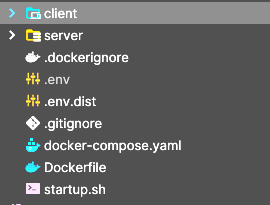 client
server
.dockerignore
.env
.env.dist
.gitignore
docker-compose.yaml
Dockerfile
startup.sh